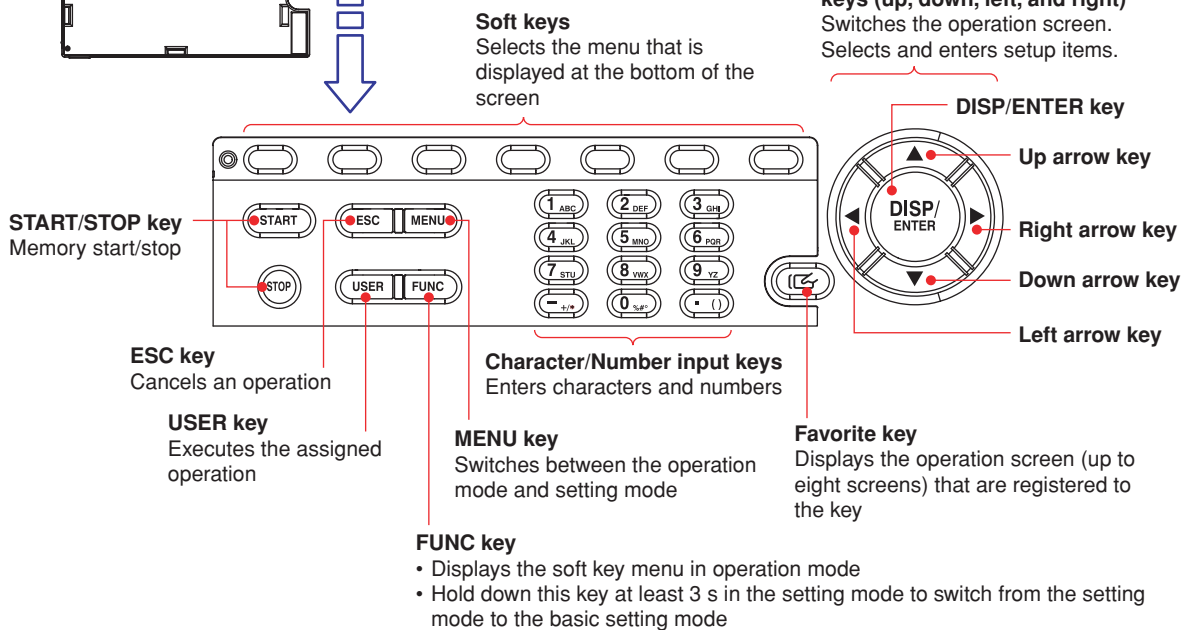 keys (up, down, left, and right)
Switches the operation screen.
Selects and enters setup items.
Soft keys
Selects the menu that is
displayed at the bottom of the
screen
DISP/ENTER key
Up arrow key
Right arrow key
Down arrow key
Left arrow key
START/STOP key
Memory start/stop
START
ESC
MENU
STOP
USER
FUNC
1 ABC
2 DEF
3 GHI
4 JKL
5 MNO
6 PQR
7 STU
8 VWX
9 YZ
− +/*
0 %#°
· ( )
DISP/
ENTER
ESC key
Cancels an operation
USER key
Executes the assigned
operation
Character/Number input keys
Enters characters and numbers
MENU key
Switches between the operation
mode and setting mode
Favorite key
Displays the operation screen (up to
eight screens) that are registered to
the key
FUNC key
• Displays the soft key menu in operation mode
• Hold down this key at least 3 s in the setting mode to switch from the setting
mode to the basic setting mode